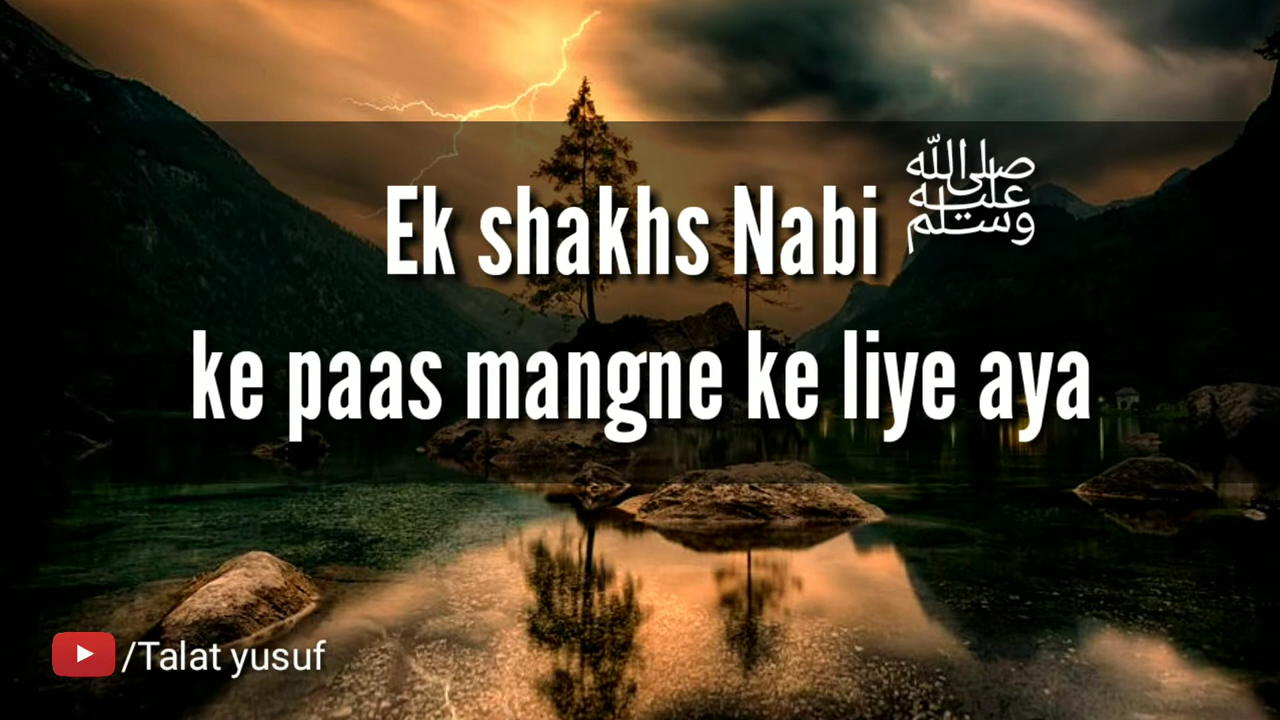 Ek shakhs Nabi ﷺ
ke paas mangne ke liye aya
/Talat yusuf